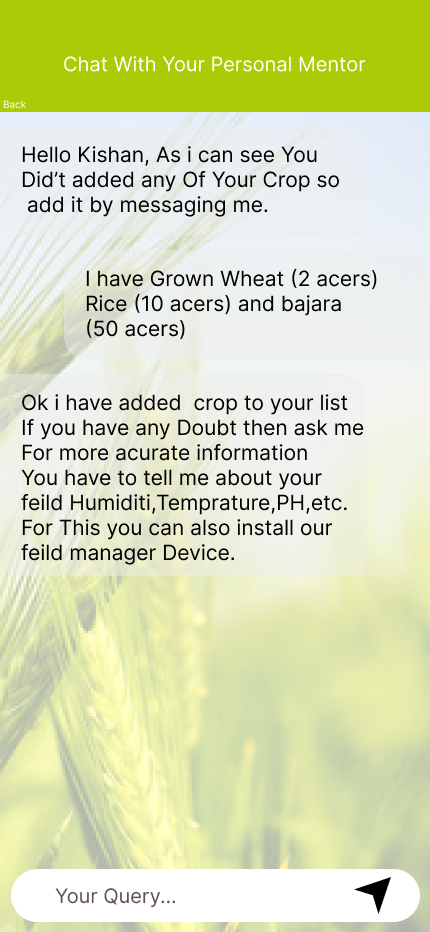 Chat With Your Personal Mentor
Back
Hello Kishan, As i can see You
Did’t added any Of Your Crop so
add it by messaging me.
I have Grown Wheat (2 acers)
Rice (10 acers) and bajara
(50 acers)
Ok i have added  crop to your list
If you have any Doubt then ask me
For more acurate information
You have to tell me about your
feild Humiditi,Temprature,PH,etc.
For This you can also install our
feild manager Device.
Your Query...